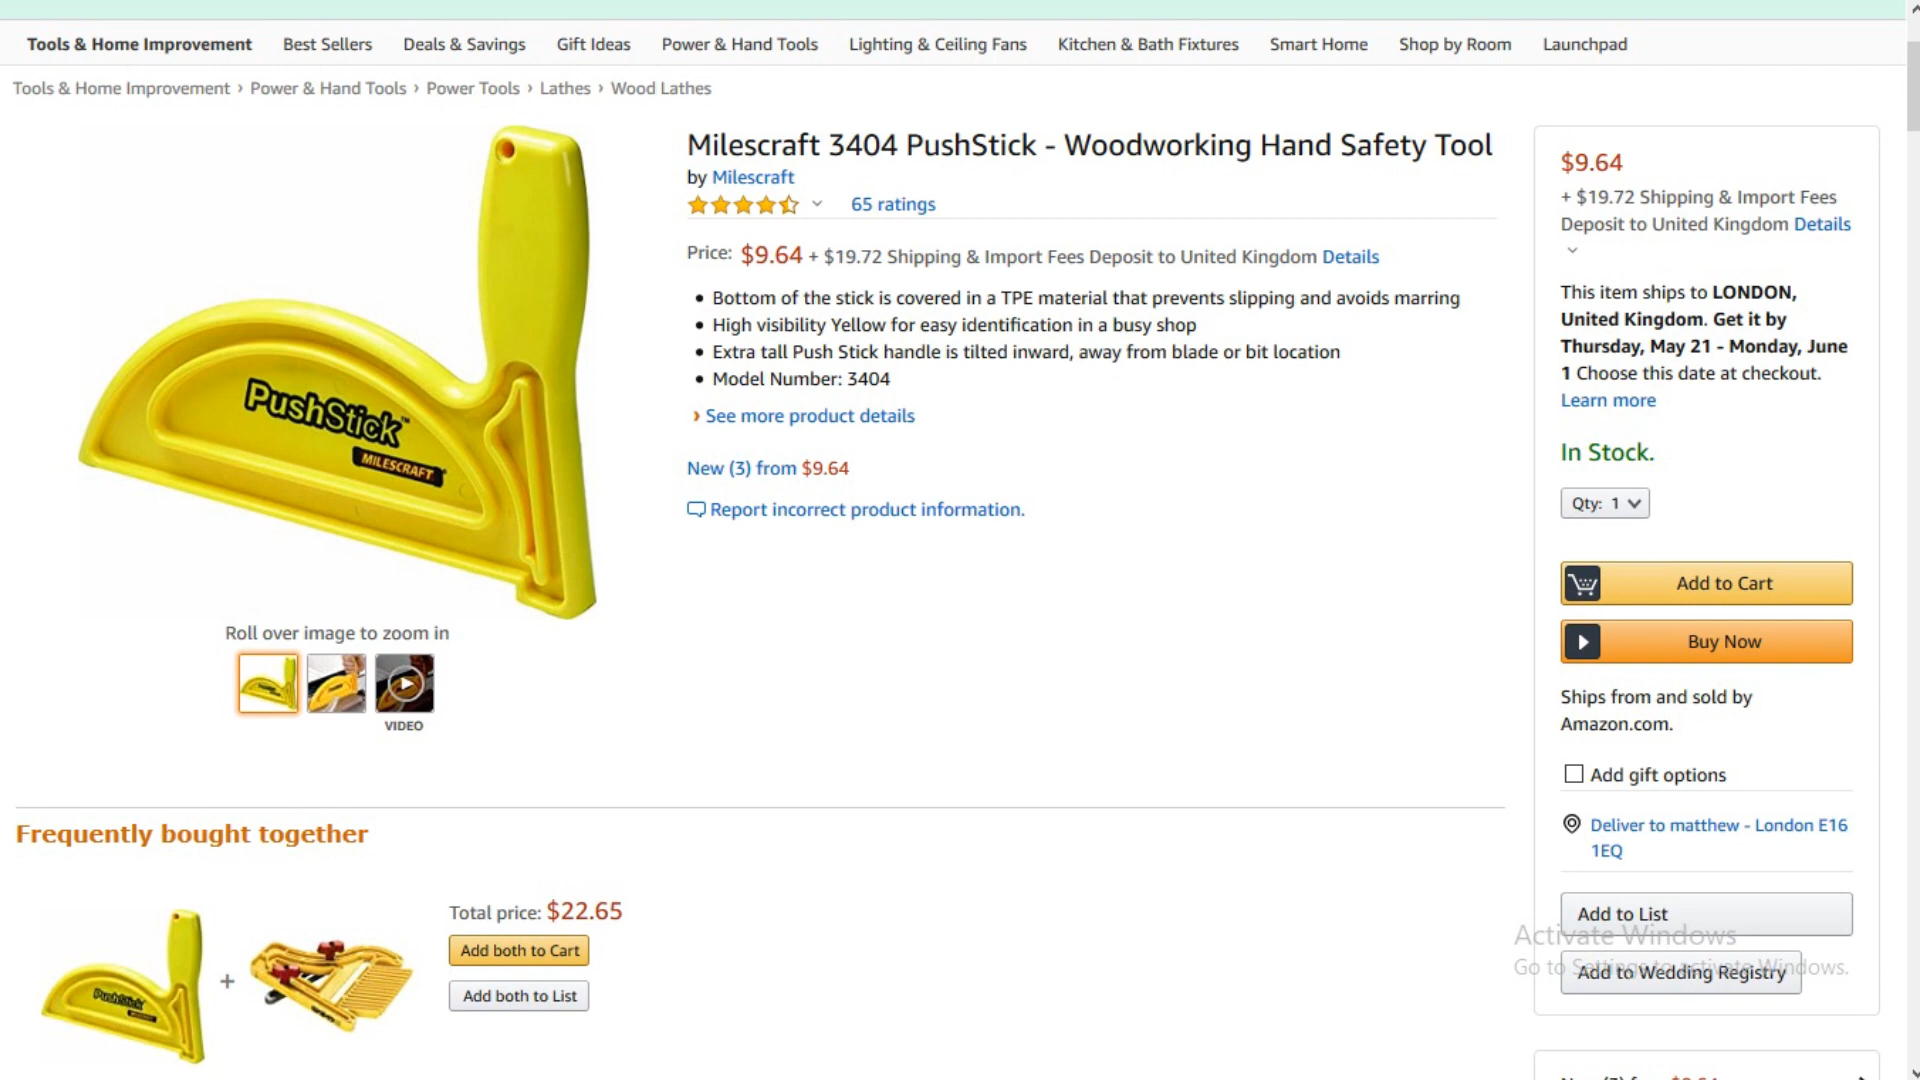 Tools & Home Improvement Best Sellers Deals & Savings Gift Ideas Power & Hand Tools Lighting & Ceiling Fans Kitchen & Bath Fixtures Smart Home Shop by Room Launchpad
Tools & Home Improvement › Power & Hand Tools › Power Tools › Lathes › Wood Lathes
PushStick™
MILESCRAFT
Roll over image to zoom in
VIDEO
Milescraft 3404 PushStick - Woodworking Hand Safety Tool
by Milescraft
65 ratings
Price: $9.64 + $19.72 Shipping & Import Fees Deposit to United Kingdom Details
• Bottom of the stick is covered in a TPE material that prevents slipping and avoids marring
• High visibility Yellow for easy identification in a busy shop
• Extra tall Push Stick handle is tilted inward, away from blade or bit location
• Model Number: 3404
› See more product details
New (3) from $9.64
Report incorrect product information.
$9.64
+ $19.72 Shipping & Import Fees
Deposit to United Kingdom Details
This item ships to LONDON,
United Kingdom. Get it by
Thursday, May 21 - Monday, June
1 Choose this date at checkout.
Learn more
In Stock.
Qty: 1
Add to Cart
Buy Now
Ships from and sold by
Amazon.com.
Add gift options
Deliver to matthew - London E16
1EQ
Add to List
Add to Wedding Registry
Activate Windows
Go to Settings to activate Windows.
Frequently bought together
PushStick
+
Total price: $22.65
Add both to Cart
Add both to List